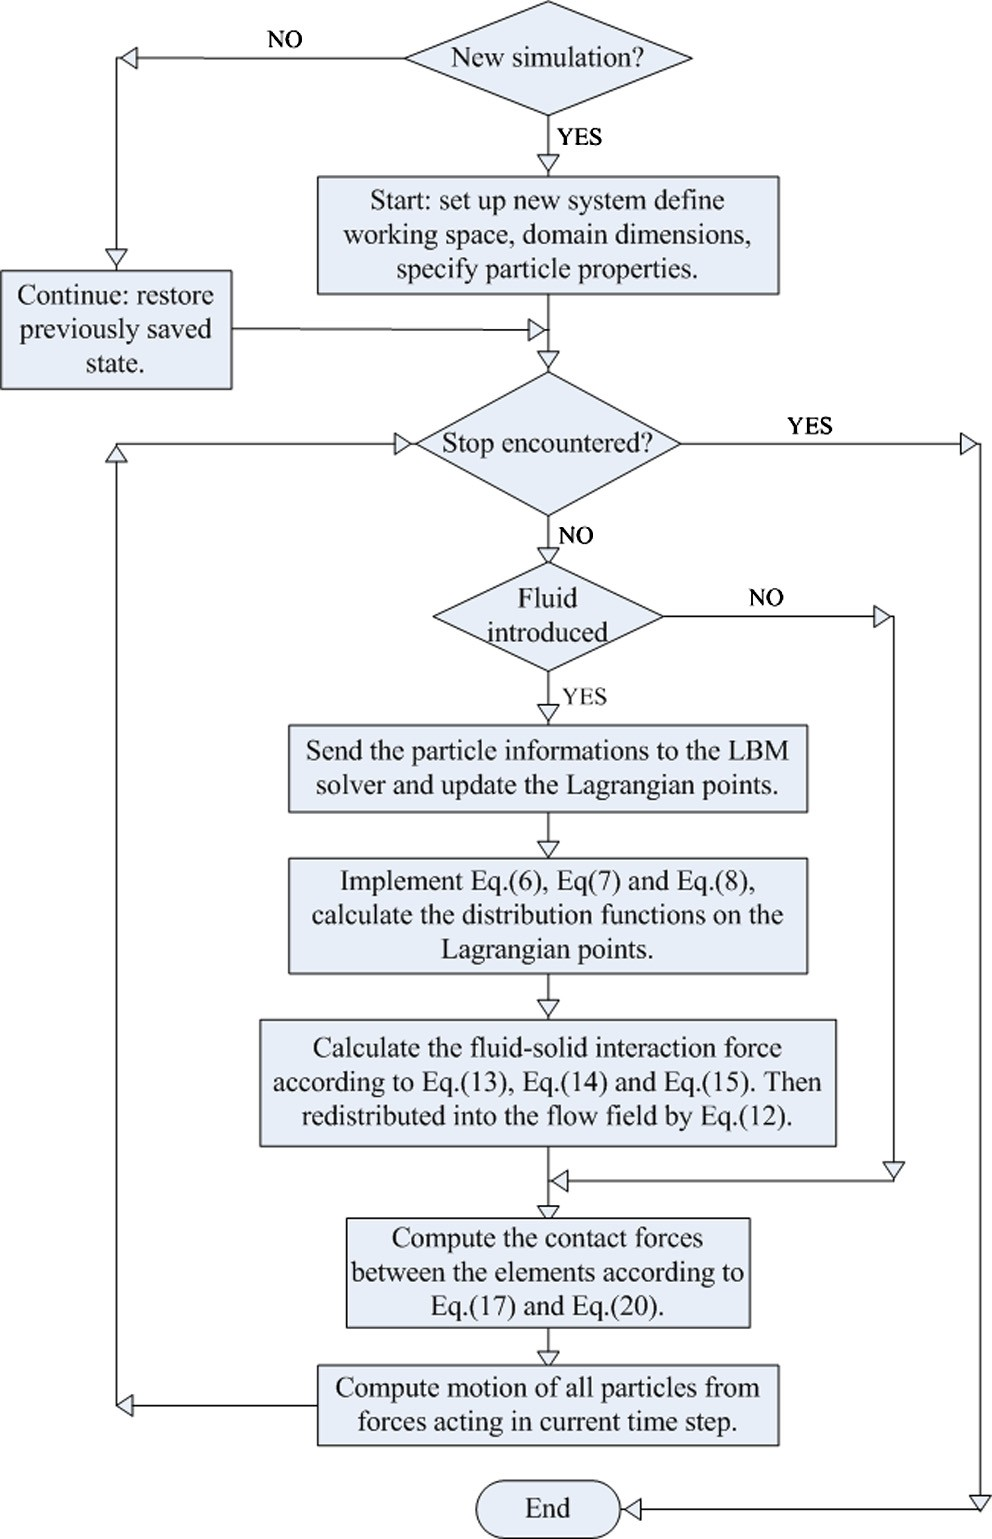 NO
New simulation?
YES
Start: set up new system define
working space, domain dimensions,
specify particle properties.
Continue: restore
previously saved
state.
Stop encountered?
YES
NO
Fluid
introduced
NO
YES
Send the particle informations to the LBM
solver and update the Lagrangian points.
Implement Eq.(6), Eq(7) and Eq.(8),
calculate the distribution functions on the
Lagrangian points.
Calculate the fluid-solid interaction force
according to Eq.(13), Eq.(14) and Eq.(15). Then
redistributed into the flow field by Eq.(12).
Compute the contact forces
between the elements according to
Eq.(17) and Eq.(20).
Compute motion of all particles from
forces acting in current time step.
End